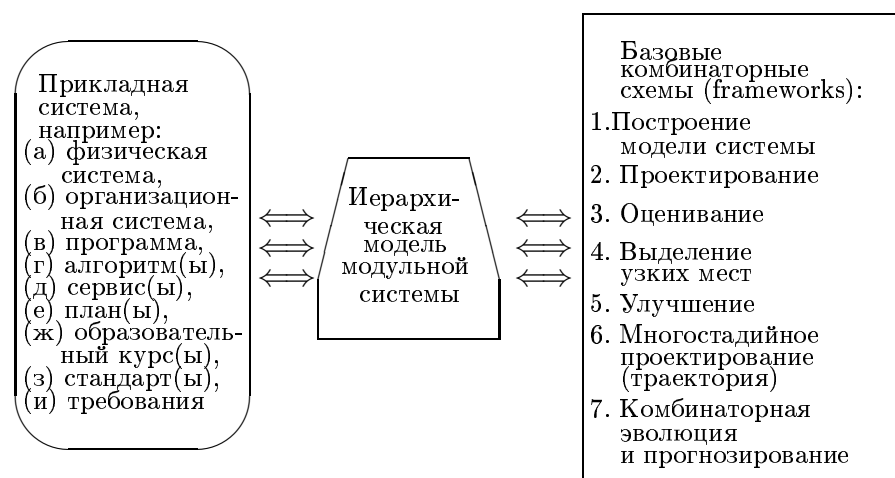 Прикладная
система,
например:
(а) физическая
система,
(б) организацион-
ная система,
(в) программа,
(г) алгоритм(ы),
(д) сервис(ы),
(е) план(ы),
(ж) образователь-
ный курс(ы),
(з) стандарт(ы),
(и) требования
Иерархи-
ческая
модель
модульной
системы
Базовые
комбинаторные
схемы (frameworks):
1.Построение
модели системы
2. Проектирование
3. Оценивание
4. Выделение
узких мест
5. Улучшение
6. Многостадийное
проектирование
(траектория)
7. Комбинаторная
эволюция
и прогнозирование